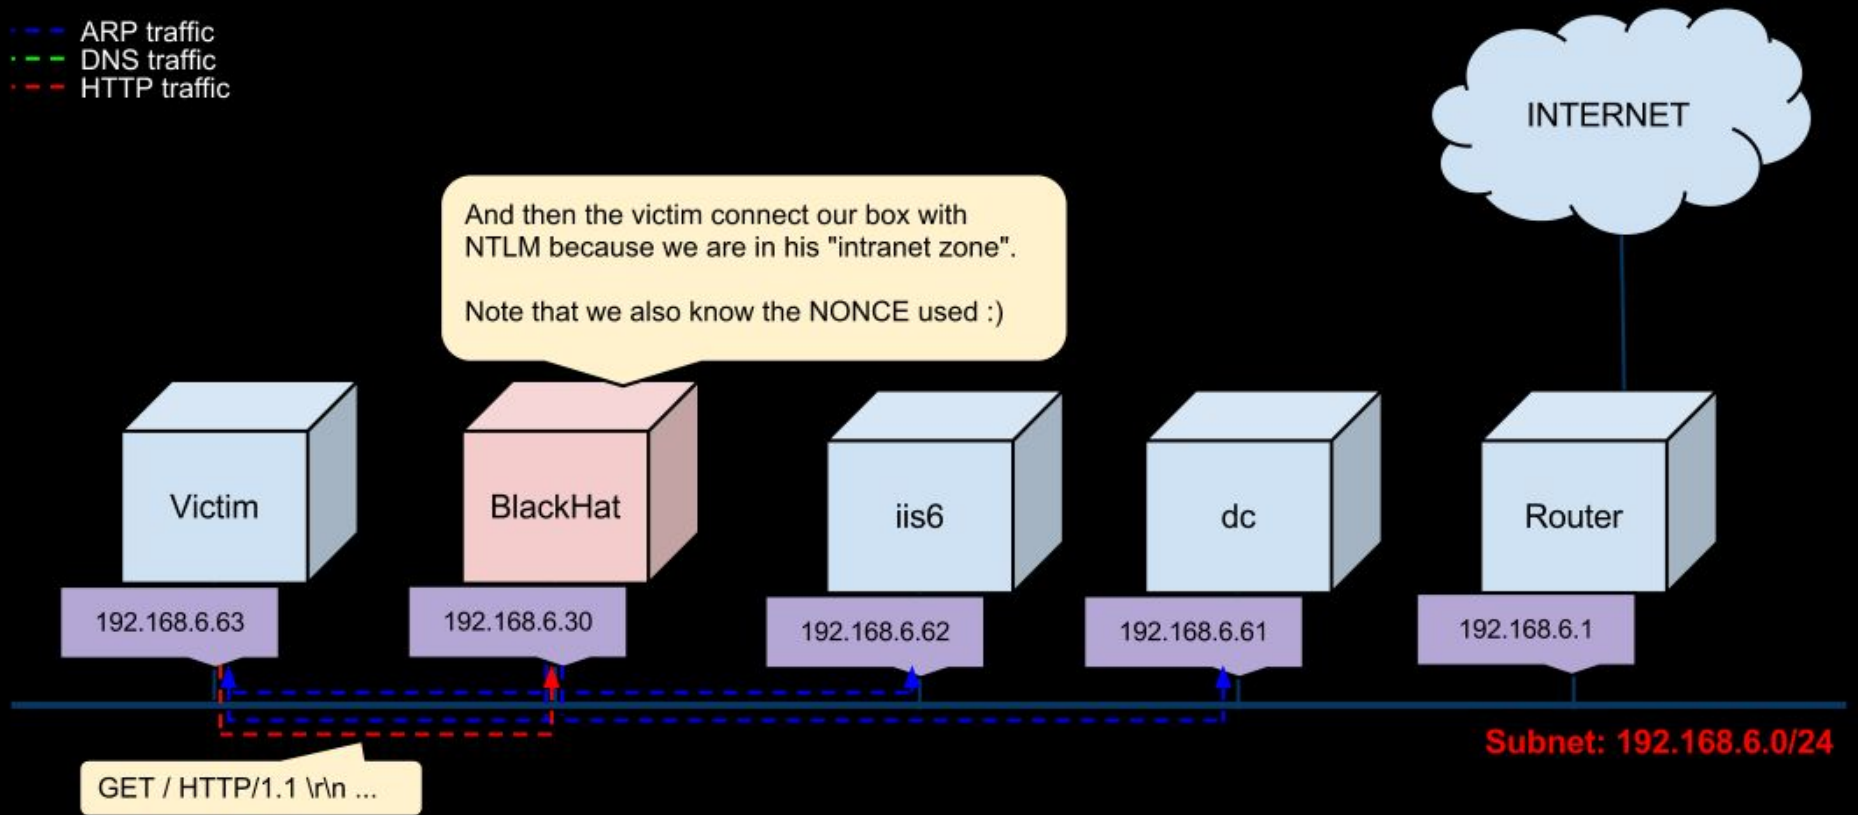 ARP traffic
DNS traffic
HTTP traffic
INTERNET
And then the victim connect our box with
NTLM because we are in his "intranet zone".
Note that we also know the NONCE used :)
Victim
BlackHat
iis6
dc
Router
192.168.6.63
192.168.6.30
192.168.6.62
192.168.6.61
192.168.6.1
Subnet: 192.168.6.0/24
GET / HTTP/1.1 \r\n ...